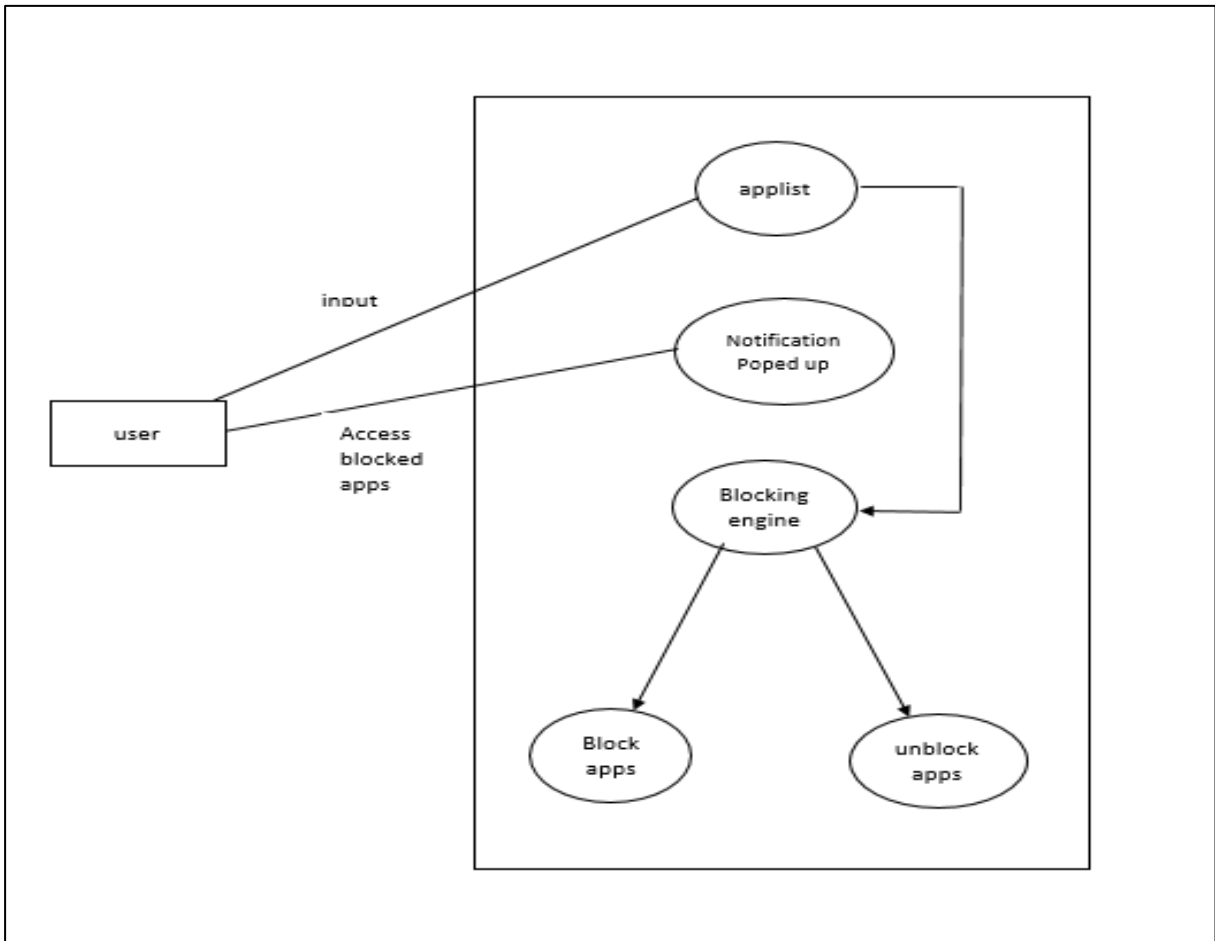 applist
input
Notification
Poped up
user
Access
blocked
apps
Blocking
engine
Block
apps
unblock
apps